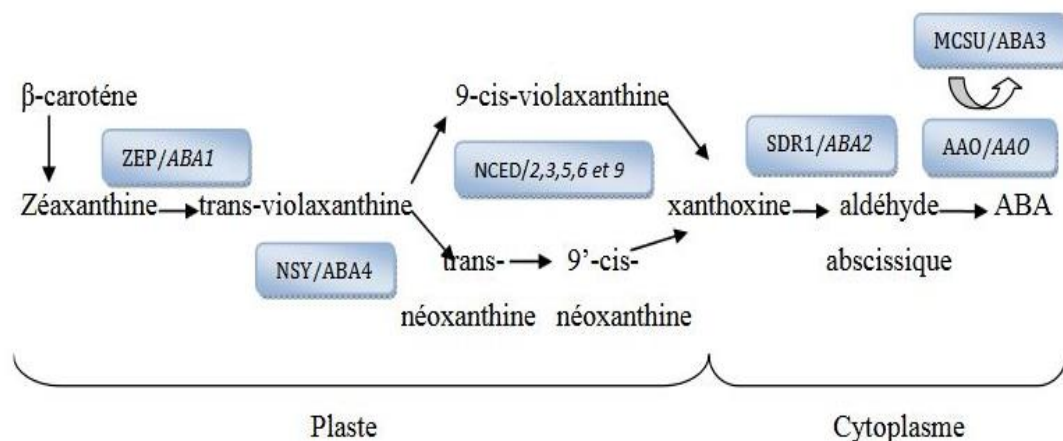 MCSU/ABA3
β-caroténe
9-cis-violaxanthine
ZEP/ABA1
NCED/2,3,5,6 et 9
SDR1/ABA2
AAO/AAO
Zéaxanthine
trans-violaxanthine
xanthoxine
aldéhyde
ABA
abscissique
NSY/ABA4
trans-
néoxanthine
9’-cis-
néoxanthine
Plaste
Cytoplasme